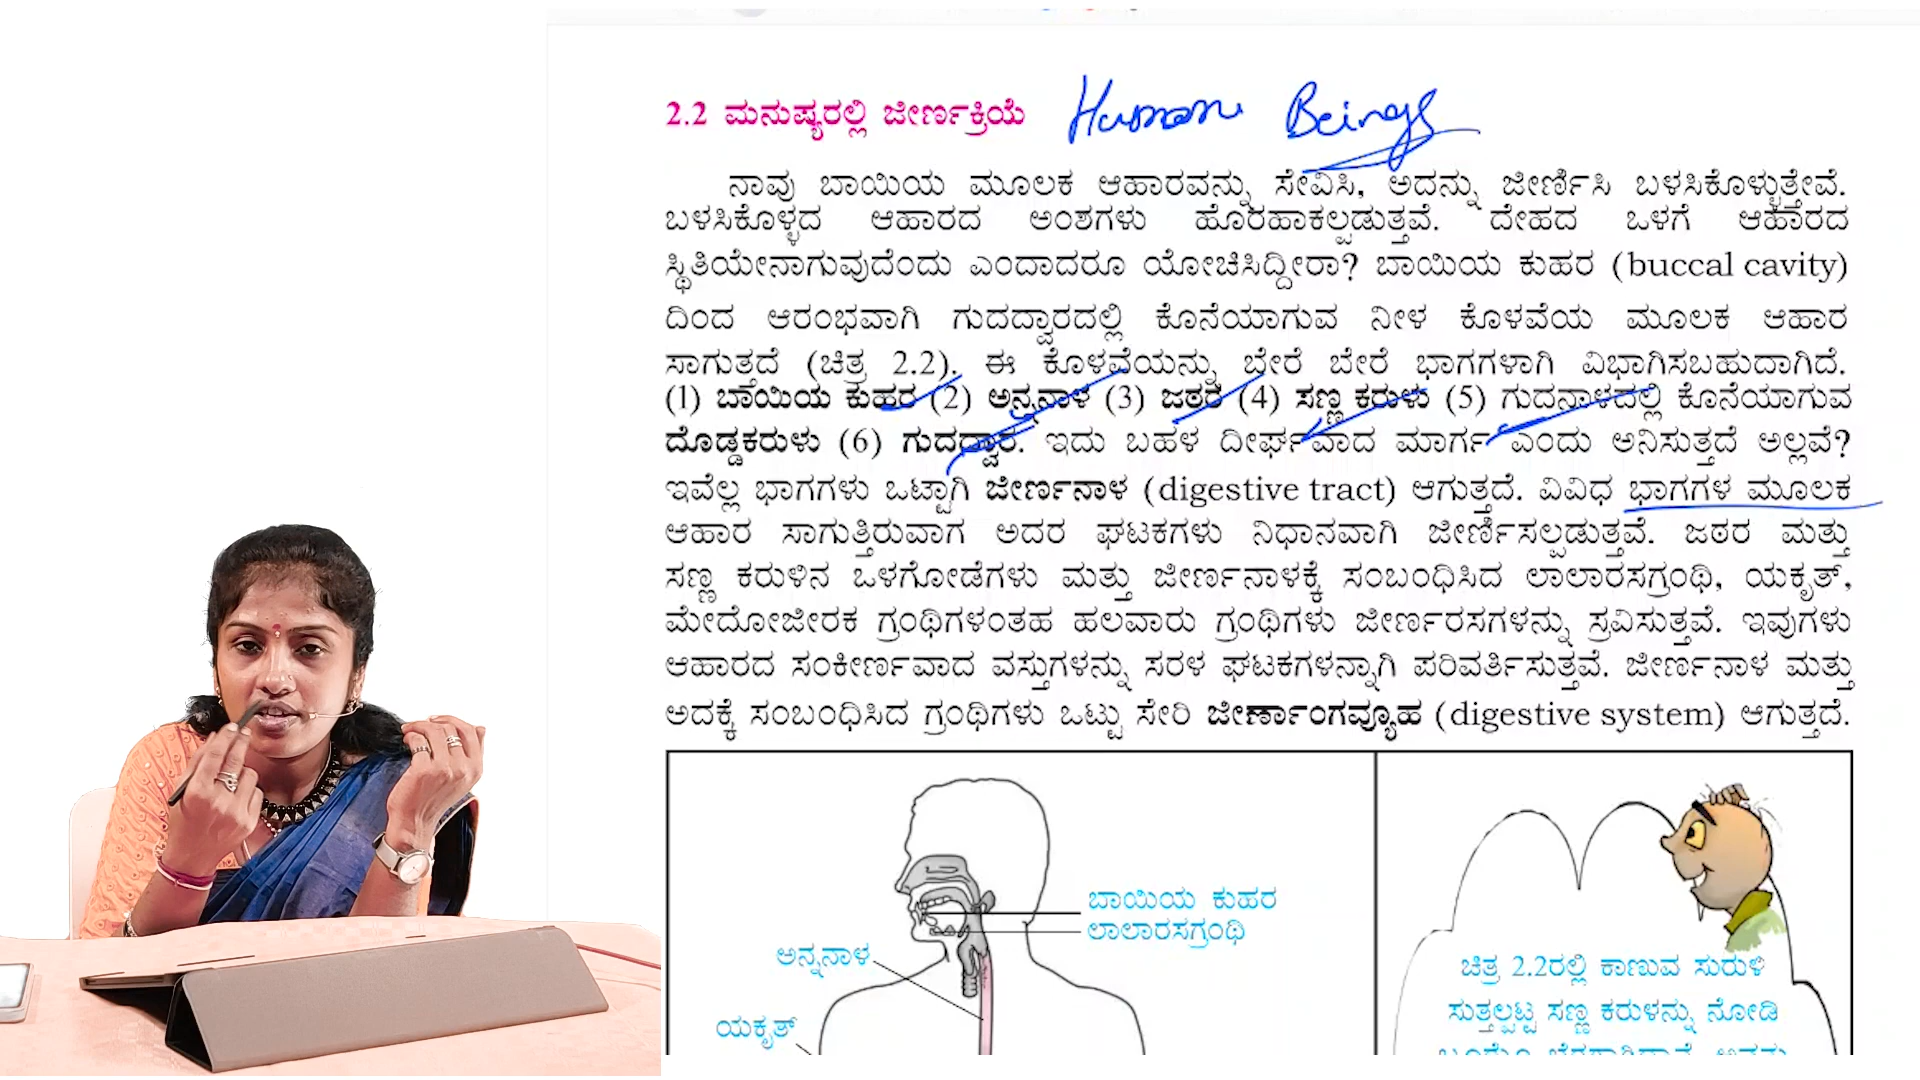 2.2 ಮನುಷ್ಯರಲ್ಲಿ ಜೀರ್ಣಕ್ರಿಯೆ Human Beings
ನಾವು ಬಾಯಿಯ ಮೂಲಕ ಆಹಾರವನ್ನು ಸೇವಿಸಿ, ಅದನ್ನು ಜೀರ್ಣಿಸಿ ಬಳಸಿಕೊಳ್ಳುತ್ತೇವೆ.
ಬಳಸಿಕೊಳ್ಳದ ಆಹಾರದ ಅಂಶಗಳು ಹೊರಹಾಕಲ್ಪಡುತ್ತವೆ. ದೇಹದ ಒಳಗೆ ಆಹಾರದ
ಸ್ಥಿತಿಯೇನಾಗುವುದೆಂದು ಎಂದಾದರೂ ಯೋಚಿಸಿದ್ದೀರಾ? ಬಾಯಿಯ ಕುಹರ (buccal cavity)
ದಿಂದ ಆರಂಭವಾಗಿ ಗುದದ್ವಾರದಲ್ಲಿ ಕೊನೆಯಾಗುವ ನೀಳ ಕೊಳವೆಯ ಮೂಲಕ ಆಹಾರ
ಸಾಗುತ್ತದೆ (ಚಿತ್ರ 2.2). ಈ ಕೊಳವೆಯನ್ನು ಬೇರೆ ಬೇರೆ ಭಾಗಗಳಾಗಿ ವಿಭಾಗಿಸಬಹುದಾಗಿದೆ.
(1) ಬಾಯಿಯ ಕುಹರ (2) ಅನ್ನನಾಳ (3) ಜಠರ (4) ಸಣ್ಣ ಕರುಳು (5) ಗುದನಾಳದಲ್ಲಿ ಕೊನೆಯಾಗುವ
ದೊಡ್ಡಕರುಳು (6) ಗುದದ್ವಾರ. ಇದು ಬಹಳ ದೀರ್ಘವಾದ ಮಾರ್ಗ ಎಂದು ಅನಿಸುತ್ತದೆ ಅಲ್ಲವೆ?
ಇವೆಲ್ಲ ಭಾಗಗಳು ಒಟ್ಟಾಗಿ ಜೀರ್ಣನಾಳ (digestive tract) ಆಗುತ್ತದೆ. ವಿವಿಧ ಭಾಗಗಳ ಮೂಲಕ
ಆಹಾರ ಸಾಗುತ್ತಿರುವಾಗ ಅದರ ಘಟಕಗಳು ನಿಧಾನವಾಗಿ ಜೀರ್ಣಿಸಲ್ಪಡುತ್ತವೆ. ಜಠರ ಮತ್ತು
ಸಣ್ಣ ಕರುಳಿನ ಒಳಗೋಡೆಗಳು ಮತ್ತು ಜೀರ್ಣನಾಳಕ್ಕೆ ಸಂಬಂಧಿಸಿದ ಲಾಲಾರಸಗ್ರಂಥಿ, ಯಕೃತ್,
ಮೇದೋಜೀರಕ ಗ್ರಂಥಿಗಳಂತಹ ಹಲವಾರು ಗ್ರಂಥಿಗಳು ಜೀರ್ಣರಸಗಳನ್ನು ಸ್ರವಿಸುತ್ತವೆ. ಇವುಗಳು
ಆಹಾರದ ಸಂಕೀರ್ಣವಾದ ವಸ್ತುಗಳನ್ನು ಸರಳ ಘಟಕಗಳನ್ನಾಗಿ ಪರಿವರ್ತಿಸುತ್ತವೆ. ಜೀರ್ಣನಾಳ ಮತ್ತು
ಅದಕ್ಕೆ ಸಂಬಂಧಿಸಿದ ಗ್ರಂಥಿಗಳು ಒಟ್ಟು ಸೇರಿ ಜೀರ್ಣಾಂಗವ್ಯೂಹ (digestive system) ಆಗುತ್ತದೆ.
ಬಾಯಿಯ ಕುಹರ
ಲಾಲಾರಸಗ್ರಂಥಿ
ಅನ್ನನಾಳ
ಯಕೃತ್
ಚಿತ್ರ 2.2ರಲ್ಲಿ ಕಾಣುವ ಸುರುಳಿ
ಸುತ್ತಲ್ಪಟ್ಟ ಸಣ್ಣ ಕರುಳನ್ನು ನೋಡಿ